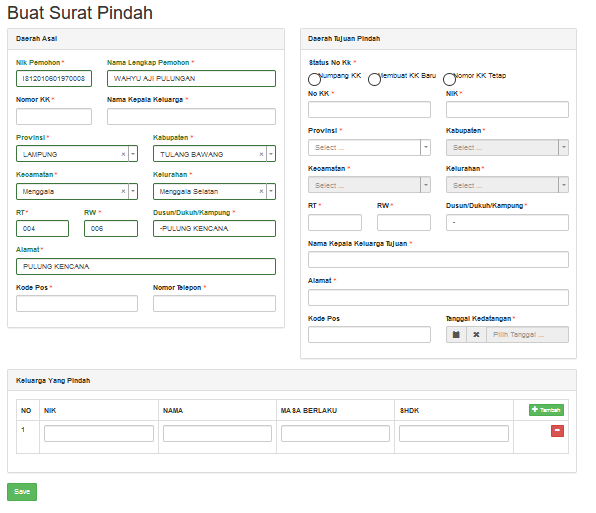 Buat Surat Pindah
Daerah Asal
Nik Pemohon * Nama Lengkap Pemohon *
1812010601970003 WAHYU AJI PULUNGAN
Nomor KK * Nama Kepala Keluarga *
Provinsi * Kabupaten *
LAMPUNG × TULANG BAWANG ×
Kecamatan * Kelurahan *
Menggala × Menggala Selatan ×
RT * RW * Dusun/Dukuh/Kampung *
004 006 -PULUNG KENCANA
Alamat *
PULUNG KENCANA
Kode Pos * Nomor Telepon *
Daerah Tujuan Pindah
Status No Kk *
Numpang KK Membuat KK Baru Nomor KK Tetap
No KK * NIK *
Provinsi * Kabupaten *
Select ... Select ...
Kecamatan * Kelurahan *
Select ... Select ...
RT * RW * Dusun/Dukuh/Kampung *
-
Nama Kepala Keluarga Tujuan *
Alamat *
Kode Pos Tanggal Kedatangan *
Pilih Tanggal ...
Keluarga Yang Pindah
NO NIK NAMA MASA BERLAKU SHDK + Tambah
1
Save